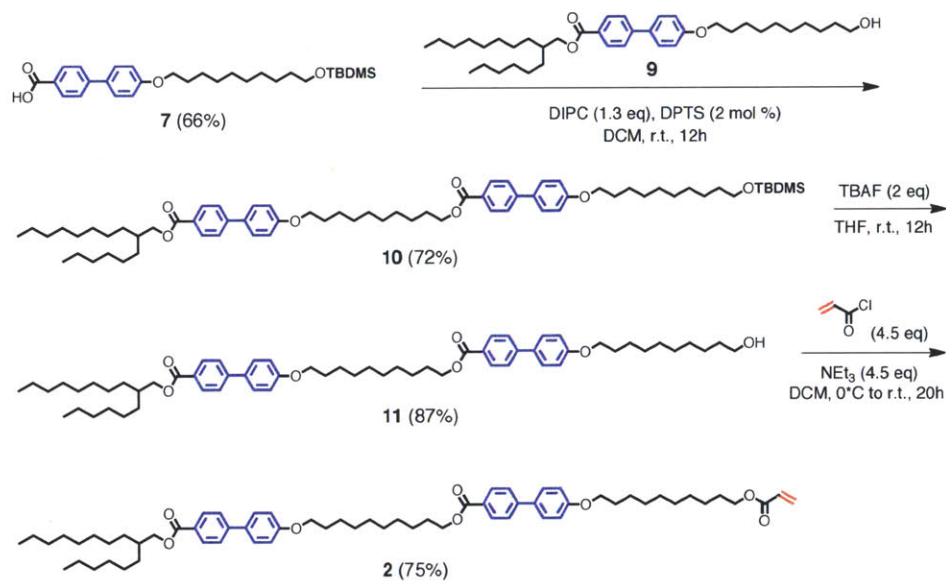 O
O
OH
O
O
O
OTBDMS
HO
9
7 (66%)
DIPC (1.3 eq), DPTS (2 mol %)
DCM, r.t., 12h
O
O
O
O
O
O
OTBDMS
TBAF (2 eq)
THF, r.t., 12h
10 (72%)
Cl
O
(4.5 eq)
O
O
O
O
O
O
OH
NEt3 (4.5 eq)
DCM, 0*C to r.t., 20h
11 (87%)
O
O
O
O
O
O
O
O
2 (75%)